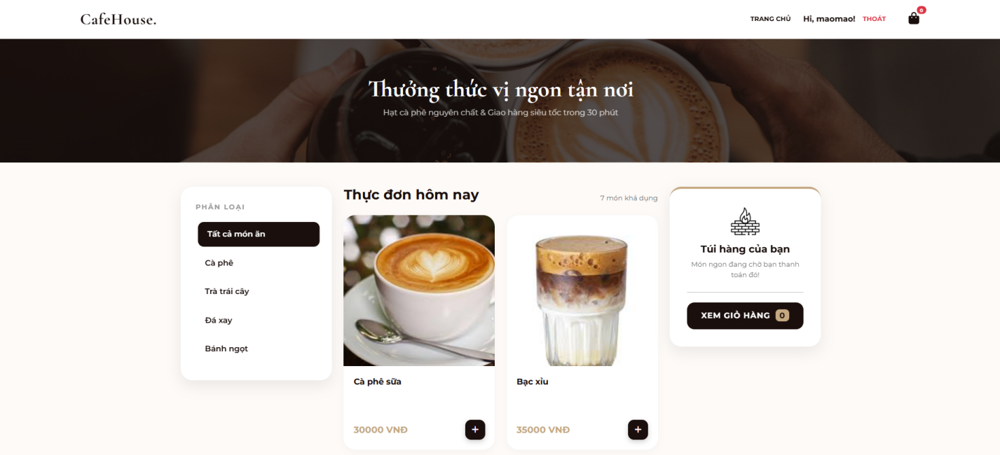 CafeHouse.
TRANG CHỦ
Hi, maomao!
THOÁT
0
Thưởng thức vị ngon tận nơi
Hạt cà phê nguyên chất & Giao hàng siêu tốc trong 30 phút
PHÂN LOẠI
Tất cả món ăn
Cà phê
Trà trái cây
Đá xay
Bánh ngọt
Thực đơn hôm nay
7 món khả dụng
Cà phê sữa
30000 VNĐ
+
Bạc xỉu
35000 VNĐ
+
Túi hàng của bạn
Món ngon đang chờ bạn thanh
toán đó!
XEM GIỎ HÀNG 0